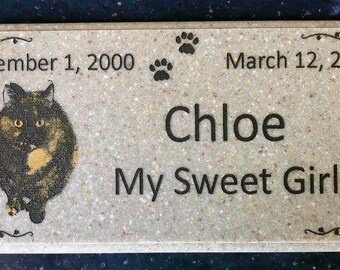 ember 1, 2000 March 12, 2
Chloe
My Sweet Girl